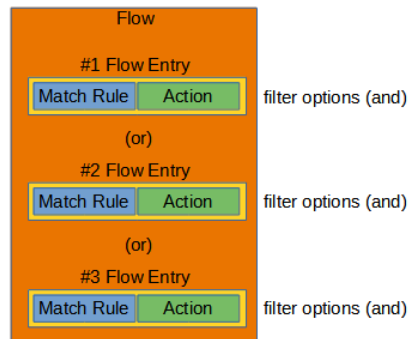 Flow
#1 Flow Entry
Match Rule Action filter options (and)
(or)
#2 Flow Entry
Match Rule Action filter options (and)
(or)
#3 Flow Entry
Match Rule Action filter options (and)